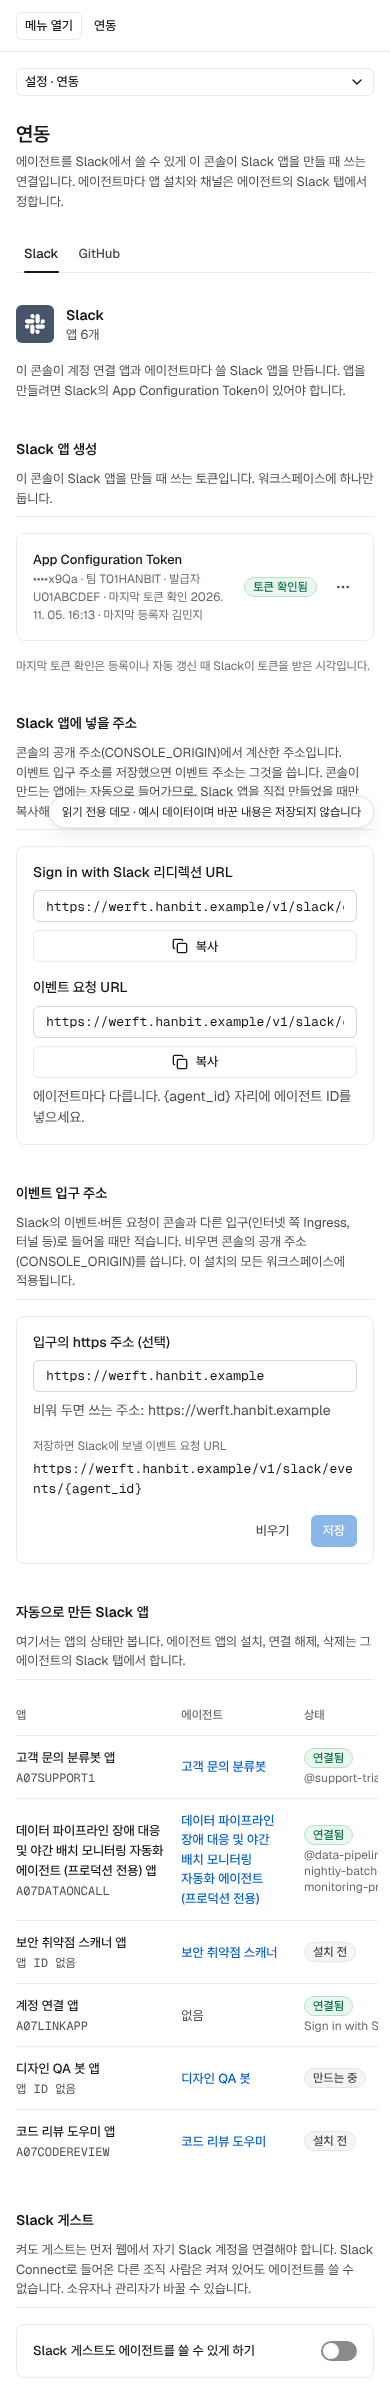 메뉴 열기 연동
설정 · 연동
연동
에이전트를 Slack에서 쓸 수 있게 이 콘솔이 Slack 앱을 만들 때 쓰는
연결입니다. 에이전트마다 앱 설치와 채널은 에이전트의 Slack 탭에서
정합니다.
Slack GitHub
Slack
앱 6개
이 콘솔이 계정 연결 앱과 에이전트마다 쓸 Slack 앱을 만듭니다. 앱을
만들려면 Slack의 App Configuration Token이 있어야 합니다.
Slack 앱 생성
이 콘솔이 Slack 앱을 만들 때 쓰는 토큰입니다. 워크스페이스에 하나만
둡니다.
App Configuration Token
••••x9Qa · 팀 T01HANBIT · 발급자
U01ABCDEF · 마지막 토큰 확인 2026.
11. 05. 16:13 · 마지막 등록자 김민지
토큰 확인됨
마지막 토큰 확인은 등록이나 자동 갱신 때 Slack이 토큰을 받은 시각입니다.
Slack 앱에 넣을 주소
콘솔의 공개 주소(CONSOLE_ORIGIN)에서 계산한 주소입니다.
이벤트 입구 주소를 저장했으면 이벤트 주소는 그것을 씁니다. 콘솔이
만드는 앱에는 자동으로 들어가므로, Slack 앱을 직접 만들었을 때만
복사해
읽기 전용 데모 · 예시 데이터이며 바꾼 내용은 저장되지 않습니다
Sign in with Slack 리디렉션 URL
https://werft.hanbit.example/v1/slack/
복사
이벤트 요청 URL
https://werft.hanbit.example/v1/slack/
복사
에이전트마다 다릅니다. {agent_id} 자리에 에이전트 ID를
넣으세요.
이벤트 입구 주소
Slack의 이벤트·버튼 요청이 콘솔과 다른 입구(인터넷 쪽 Ingress,
터널 등)로 들어올 때만 적습니다. 비우면 콘솔의 공개 주소
(CONSOLE_ORIGIN)를 씁니다. 이 설치의 모든 워크스페이스에
적용됩니다.
입구의 https 주소 (선택)
https://werft.hanbit.example
비워 두면 쓰는 주소: https://werft.hanbit.example
저장하면 Slack에 보낼 이벤트 요청 URL
https://werft.hanbit.example/v1/slack/eve
nts/{agent_id}
비우기 저장
자동으로 만든 Slack 앱
여기서는 앱의 상태만 봅니다. 에이전트 앱의 설치, 연결 해제, 삭제는 그
에이전트의 Slack 탭에서 합니다.
앱 에이전트 상태
고객 문의 분류봇 앱
A07SUPPORT1
고객 문의 분류봇
연결됨
@support-tria
데이터 파이프라인 장애 대응
및 야간 배치 모니터링 자동화
에이전트 (프로덕션 전용) 앱
A07DATAONCALL
데이터 파이프라인
장애 대응 및 야간
배치 모니터링
자동화 에이전트
(프로덕션 전용)
연결됨
@data-pipelin
nightly-batch
monitoring-pr
보안 취약점 스캐너 앱
앱 ID 없음
보안 취약점 스캐너
설치 전
계정 연결 앱
A07LINKAPP
없음
연결됨
Sign in with S
디자인 QA 봇 앱
앱 ID 없음
디자인 QA 봇
만드는 중
코드 리뷰 도우미 앱
A07CODEREVIEW
코드 리뷰 도우미
설치 전
Slack 게스트
켜도 게스트는 먼저 웹에서 자기 Slack 계정을 연결해야 합니다. Slack
Connect로 들어온 다른 조직 사람은 켜져 있어도 에이전트를 쓸 수
없습니다. 소유자나 관리자가 바꿀 수 있습니다.
Slack 게스트도 에이전트를 쓸 수 있게 하기